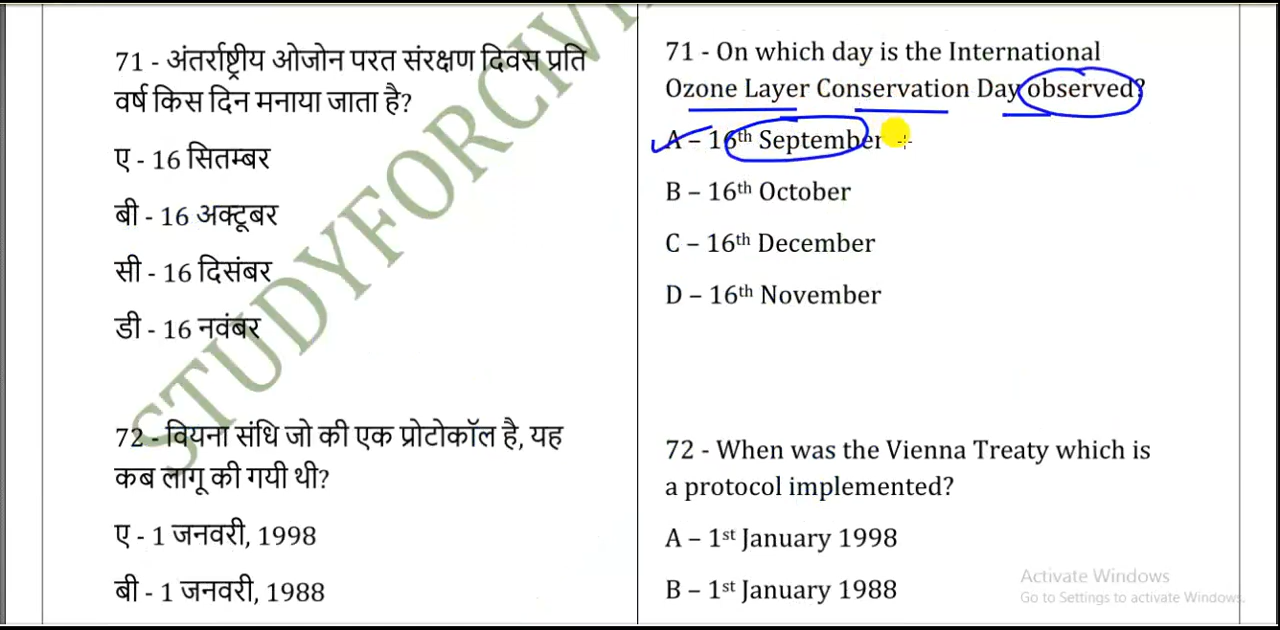 71 - अंतर्राष्ट्रीय ओजोन परत संरक्षण दिवस प्रति
वर्ष किस दिन मनाया जाता है?
ए - 16 सितम्बर
बी - 16 अक्टूबर
सी - 16 दिसंबर
डी - 16 नवंबर
72 - वियना संधि जो की एक प्रोटोकॉल है, यह
कब लागू की गयी थी?
ए - 1 जनवरी, 1998
बी - 1 जनवरी, 1988
71 - On which day is the International
Ozone Layer Conservation Day observed?
A – 16th September
B – 16th October
C – 16th December
D – 16th November
72 - When was the Vienna Treaty which is
a protocol implemented?
A – 1st January 1998
B – 1st January 1988
STUDYFORCIVI
Activate Windows
Go to Settings to activate Windows.